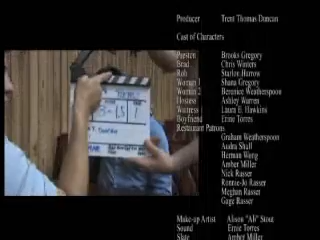 Producer Trent Thomas Duncan
Cast of Characters
Preston Brooks Gregory
Brad Chris Winters
Rob Starlon Harrow
Woman 1 Shana Gregory
Woman 2 Berenice Weatherspoon
Hostess Ashley Warren
Waitress Laura E. Hawkins
Boyfriend Ernie Torres
Restaurant Patrons
Graham Weatherspoon
Audra Shull
Herman Wang
Amber Miller
Nick Rasser
Ronnie-Jo Rasser
Meghan Rasser
Gage Rasser
Make-up Artist Alison "Ali" Stout
Sound Ernie Torres
Slate Amber Miller